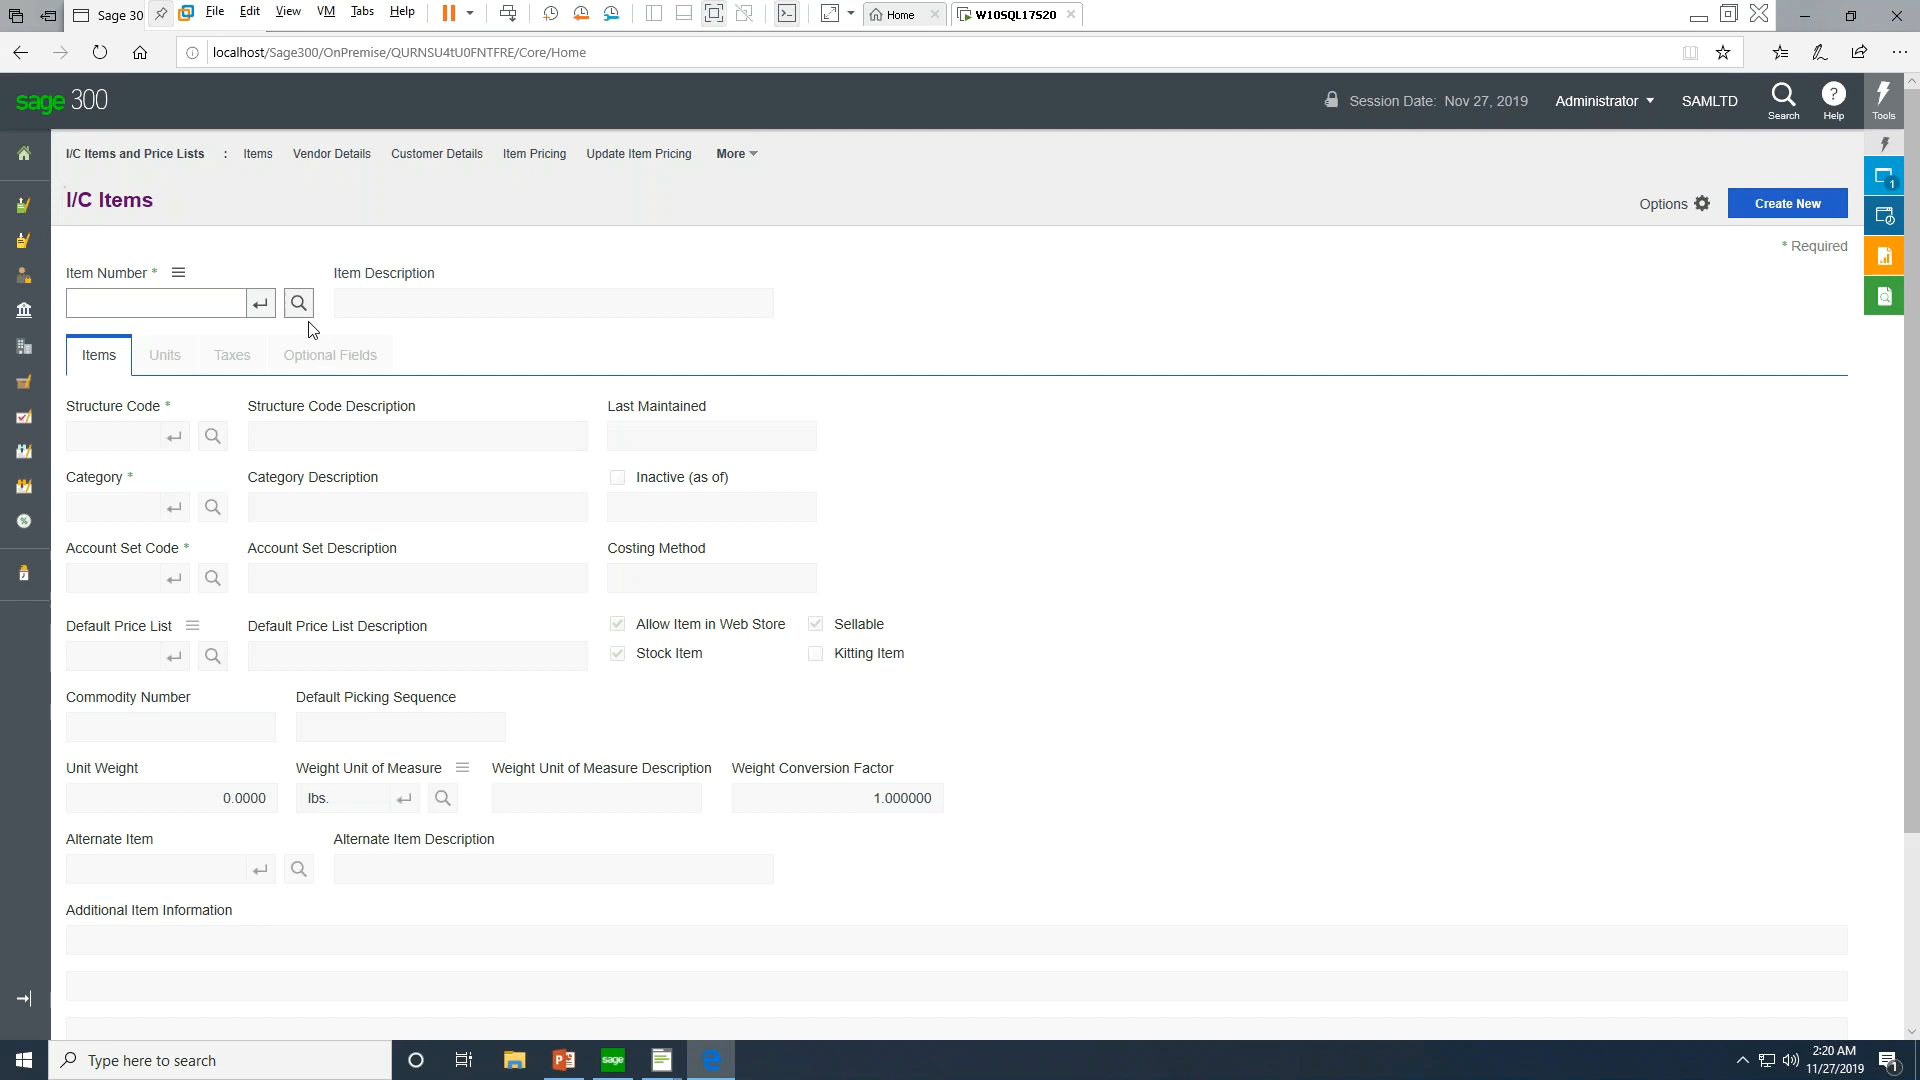 Sage 30
File Edit View VM Tabs Help
Home
W10SQL17S20
localhost/Sage300/OnPremise/QURNSU4tU0FNTFRE/Core/Home
sage 300
Session Date: Nov 27, 2019
Administrator
SAMLTD
Search
Help
Tools
I/C Items and Price Lists : Items Vendor Details Customer Details Item Pricing Update Item Pricing More
1
I/C Items
Options
Create New
* Required
Item Number *
Item Description
Items Units Taxes Optional Fields
Structure Code * Structure Code Description Last Maintained
Category * Category Description Inactive (as of)
Account Set Code * Account Set Description Costing Method
Default Price List Default Price List Description Allow Item in Web Store Sellable
Stock Item Kitting Item
Commodity Number Default Picking Sequence
Unit Weight Weight Unit of Measure Weight Unit of Measure Description Weight Conversion Factor
0.0000 lbs. 1.000000
Alternate Item Alternate Item Description
Additional Item Information
Type here to search
sage
2:20 AM
11/27/2019
1